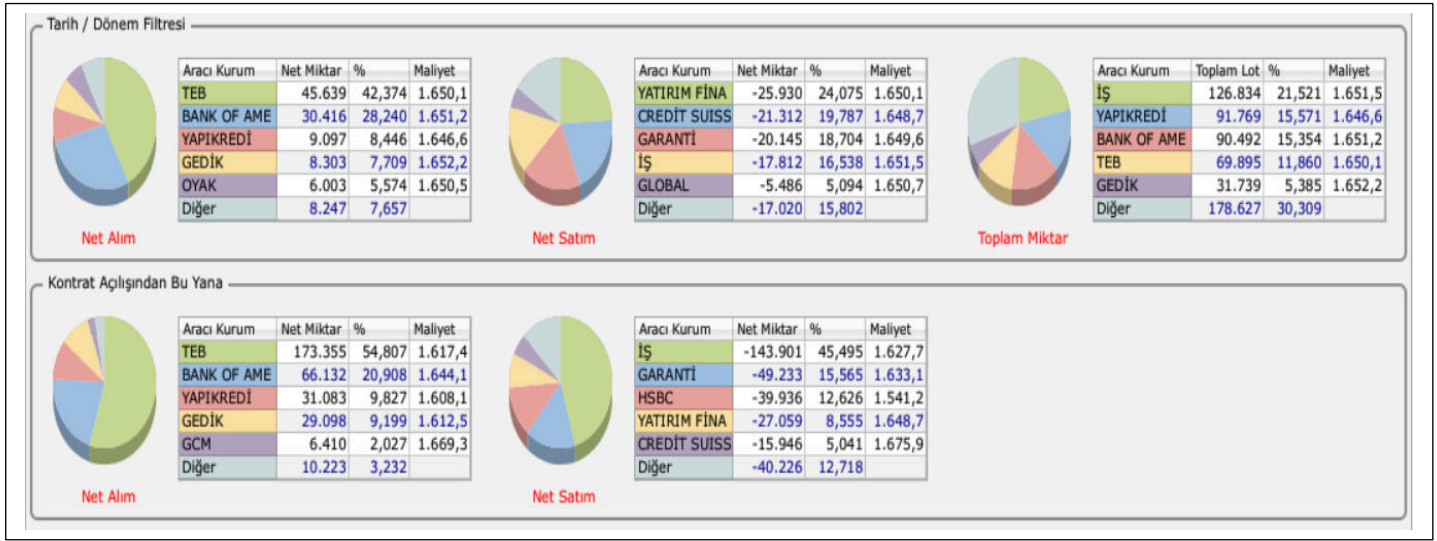 Tarih / Dönem Filtresi
Aracı Kurum Net Miktar % Maliyet
TEB 45.639 42,374 1.650,1
BANK OF AME 30.416 28,240 1.651,2
YAPIKREDİ 9.097 8,446 1.646,6
GEDİK 8.303 7,709 1.652,2
OYAK 6.003 5,574 1.650,5
Diğer 8.247 7,657
Net Alım
Aracı Kurum Net Miktar % Maliyet
YATIRIM FİNA -25.930 24,075 1.650,1
CREDİT SUISS -21.312 19,787 1.648,7
GARANTİ -20.145 18,704 1.649,6
İŞ -17.812 16,538 1.651,5
GLOBAL -5.486 5,094 1.650,7
Diğer -17.020 15,802
Net Satım
Aracı Kurum Toplam Lot % Maliyet
İŞ 126.834 21,521 1.651,5
YAPIKREDİ 91.769 15,571 1.646,6
BANK OF AME 90.492 15,354 1.651,2
TEB 69.895 11,860 1.650,1
GEDİK 31.739 5,385 1.652,2
Diğer 178.627 30,309
Toplam Miktar
Kontrat Açılışından Bu Yana
Aracı Kurum Net Miktar % Maliyet
TEB 173.355 54,807 1.617,4
BANK OF AME 66.132 20,908 1.644,1
YAPIKREDİ 31.083 9,827 1.608,1
GEDİK 29.098 9,199 1.612,5
GCM 6.410 2,027 1.669,3
Diğer 10.223 3,232
Net Alım
Aracı Kurum Net Miktar % Maliyet
İŞ -143.901 45,495 1.627,7
GARANTİ -49.233 15,565 1.633,1
HSBC -39.936 12,626 1.541,2
YATIRIM FİNA -27.059 8,555 1.648,7
CREDİT SUISS -15.946 5,041 1.675,9
Diğer -40.226 12,718
Net Satım